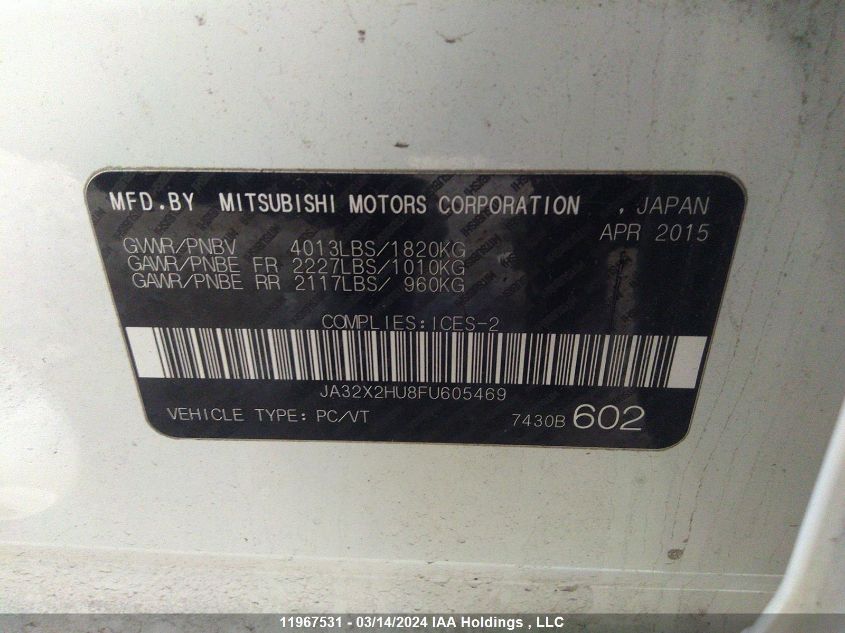 MFD.BY MITSUBISHI MOTORS CORPORATION , JAPAN
APR 2015
GVWR/PNBV 4013LBS/1820KG
GAWR/PNBE FR 2227LBS/1010KG
GAWR/PNBE RR 2117LBS/ 960KG
COMPLIES:ICES-2
JA32X2HU8FU605469
VEHICLE TYPE: PC/VT 7430B 602
11967531 - 03/14/2024 IAA Holdings , LLC